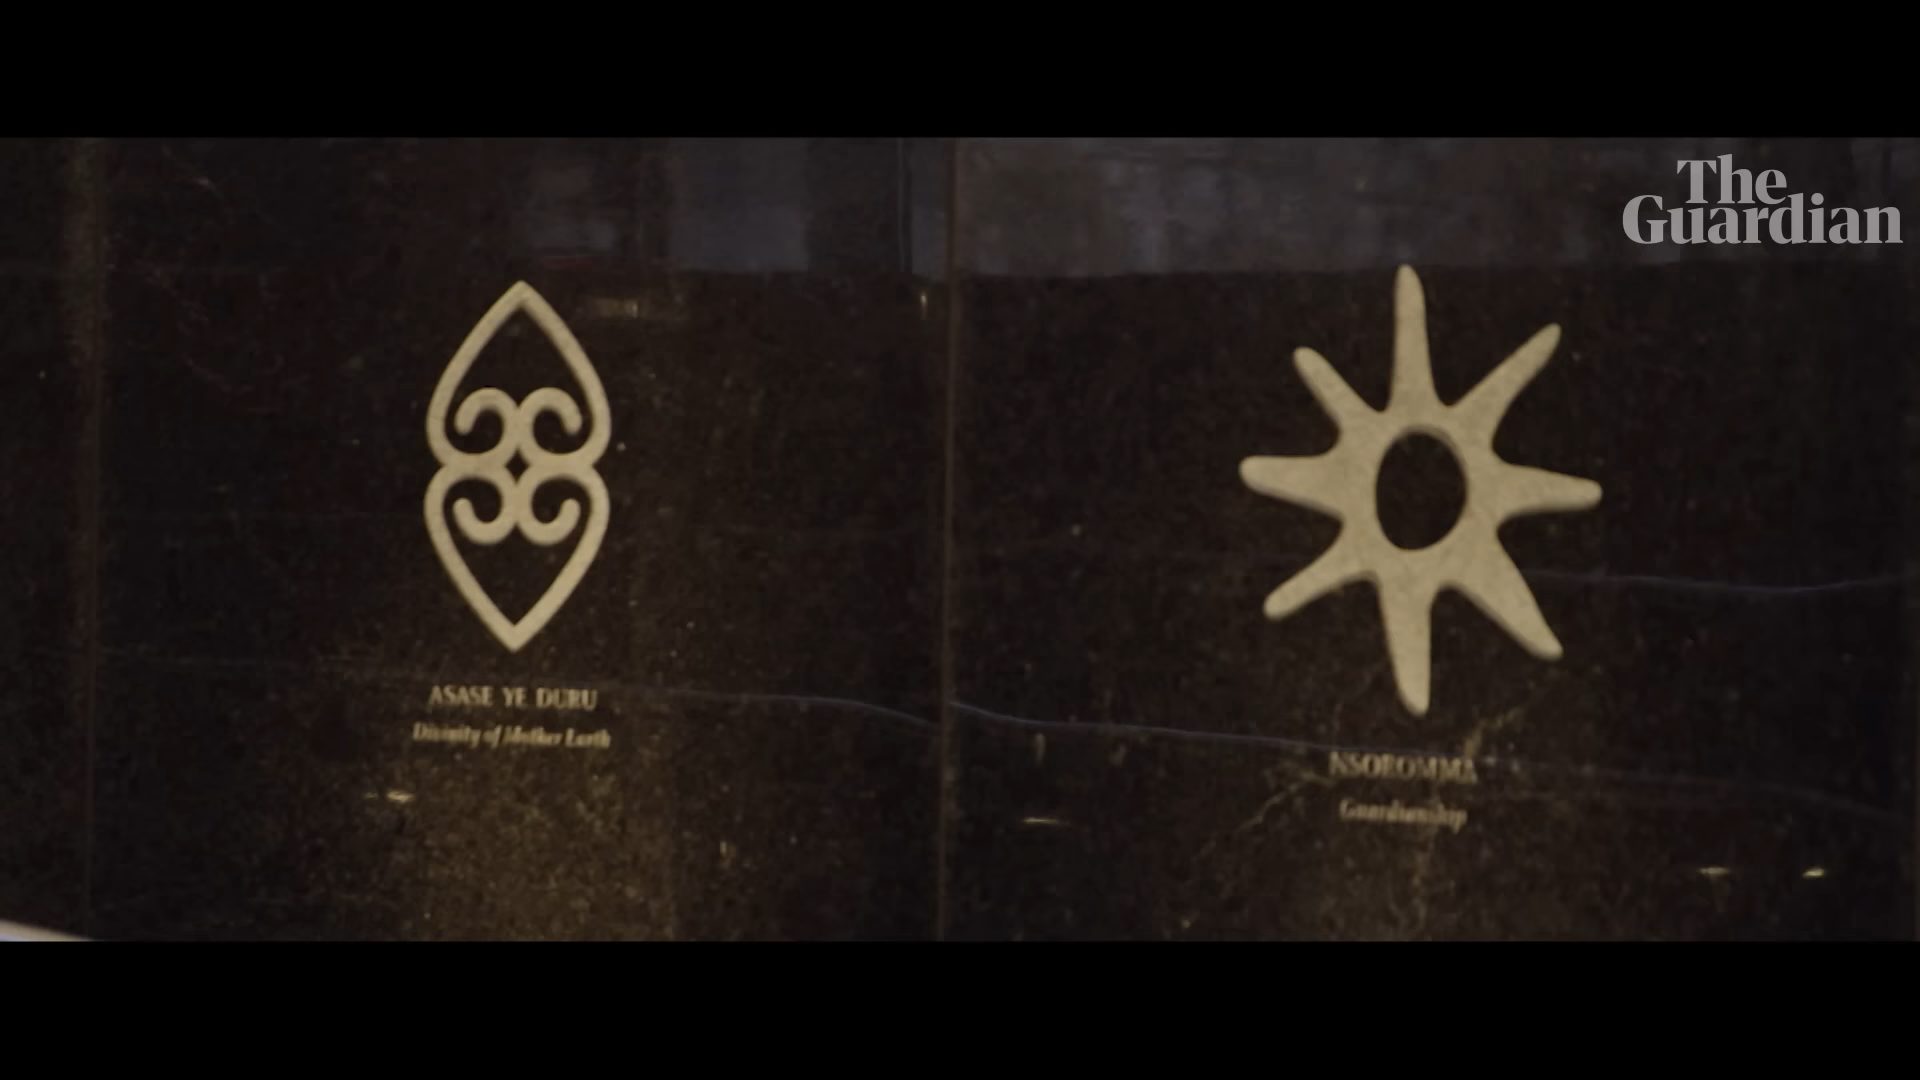 The
Guardian
ASASE YE DURU
Divinity of Mother Earth
NSOROMMA
Guardianship